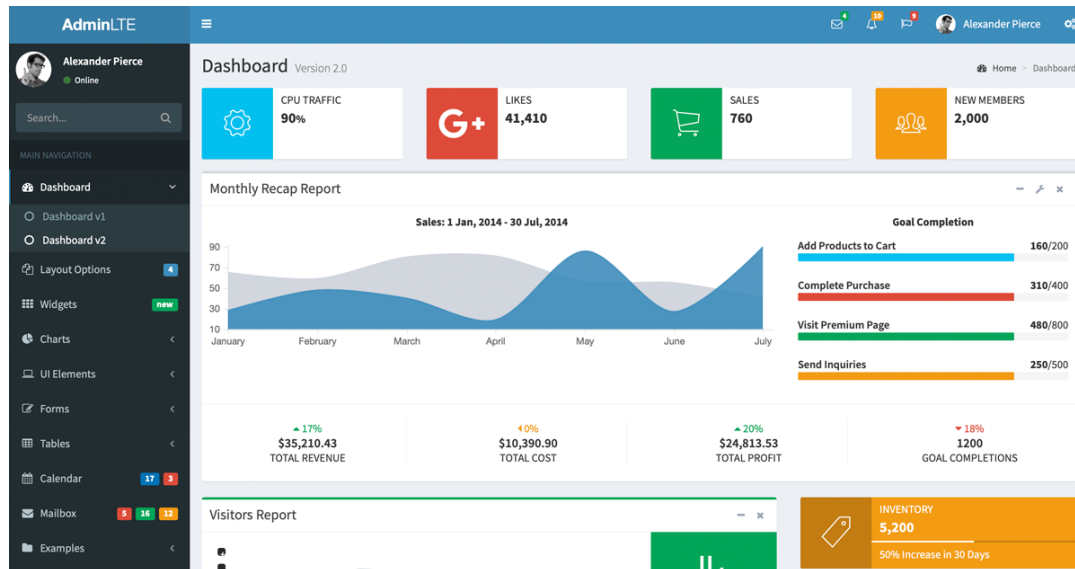 AdminLTE
4
10
9
Alexander Pierce
Alexander Pierce
Online
Search...
MAIN NAVIGATION
Dashboard
Dashboard v1
Dashboard v2
Layout Options 4
Widgets new
Charts
UI Elements
Forms
Tables
Calendar 17 3
Mailbox 5 16 12
Examples
Dashboard Version 2.0
Home > Dashboard
CPU TRAFFIC
90%
G+
LIKES
41,410
SALES
760
NEW MEMBERS
2,000
Monthly Recap Report
Sales: 1 Jan, 2014 - 30 Jul, 2014
90
70
50
30
10
January February March April May June July
Goal Completion
Add Products to Cart 160/200
Complete Purchase 310/400
Visit Premium Page 480/800
Send Inquiries 250/500
17%
$35,210.43
TOTAL REVENUE
0%
$10,390.90
TOTAL COST
20%
$24,813.53
TOTAL PROFIT
18%
1200
GOAL COMPLETIONS
Visitors Report
INVENTORY
5,200
50% Increase in 30 Days